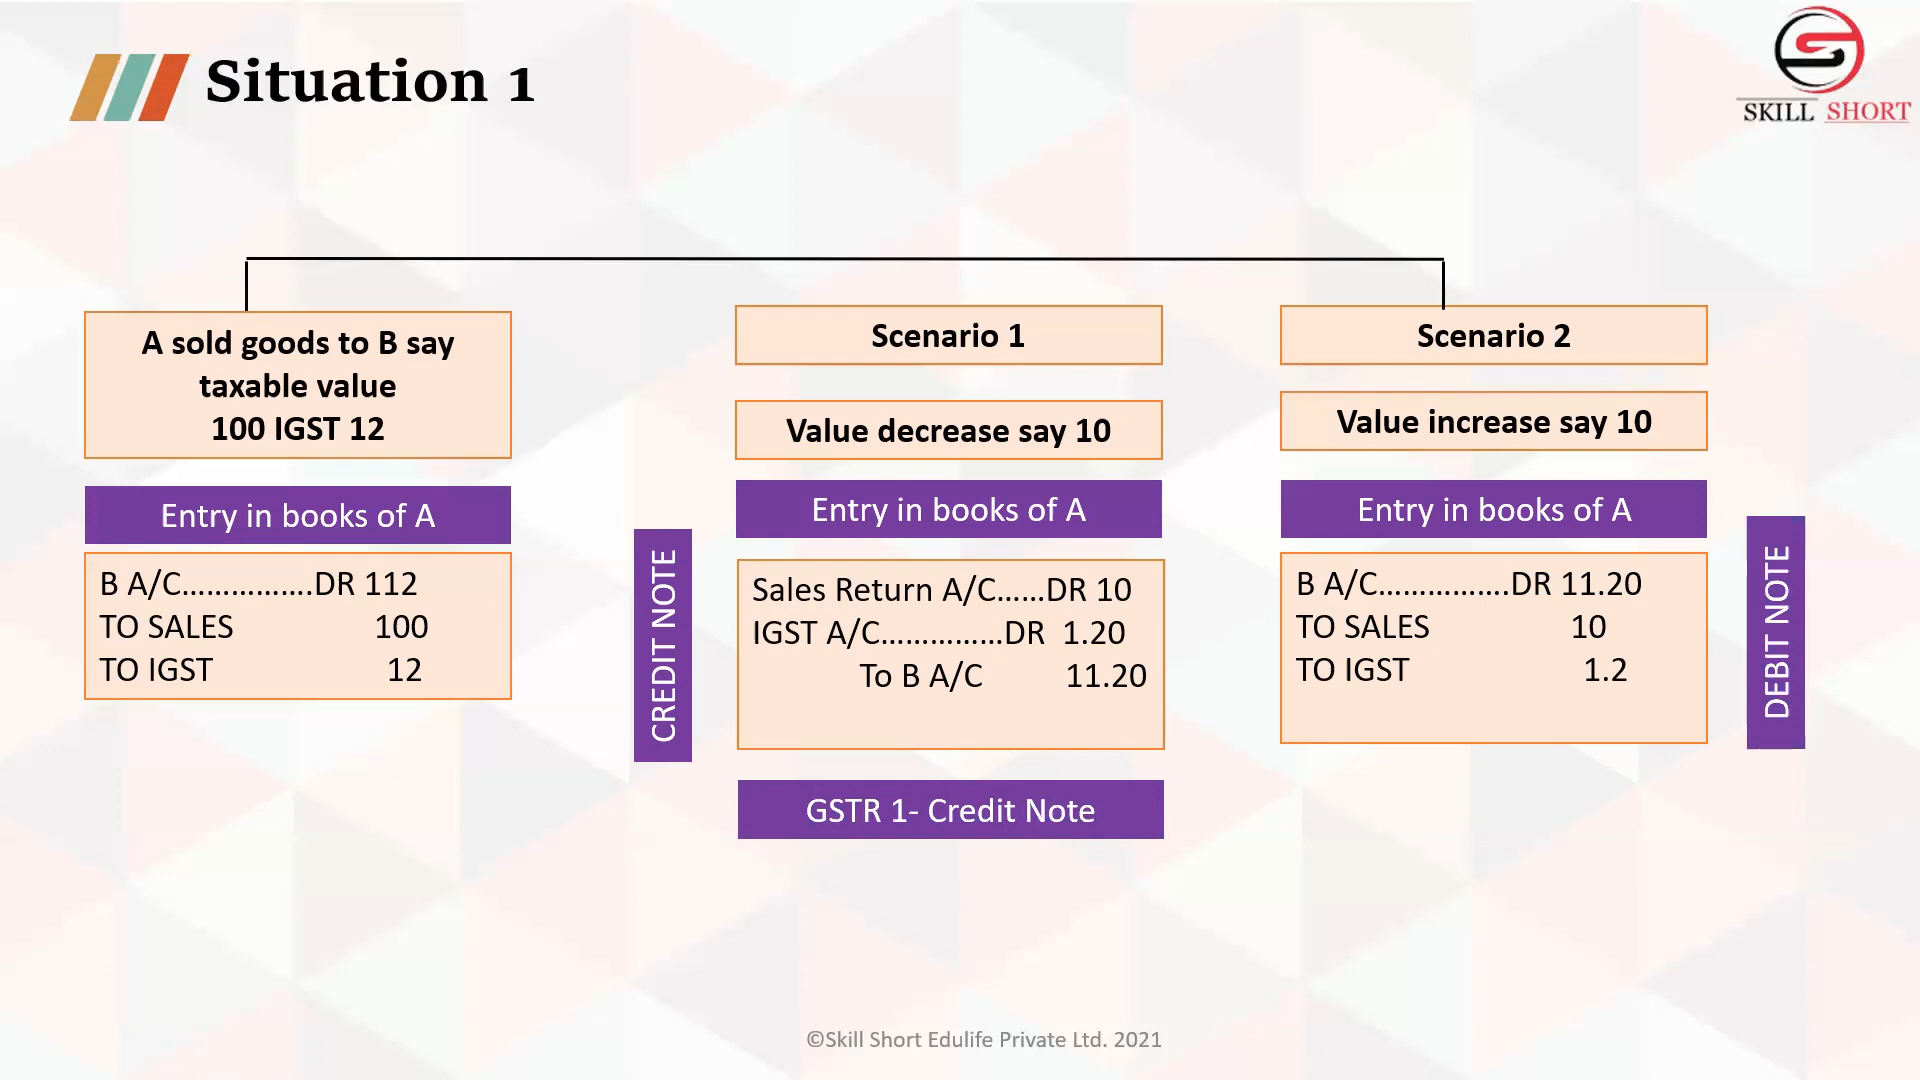 Situation 1
SKILL SHORT
A sold goods to B say
taxable value
100 IGST 12
Entry in books of A
B A/C…………….DR 112
TO SALES 100
TO IGST 12
CREDIT NOTE
Scenario 1
Value decrease say 10
Entry in books of A
Sales Return A/C……DR 10
IGST A/C……………DR 1.20
To B A/C 11.20
GSTR 1- Credit Note
Scenario 2
Value increase say 10
Entry in books of A
B A/C…………….DR 11.20
TO SALES 10
TO IGST 1.2
DEBIT NOTE
©Skill Short Edulife Private Ltd. 2021